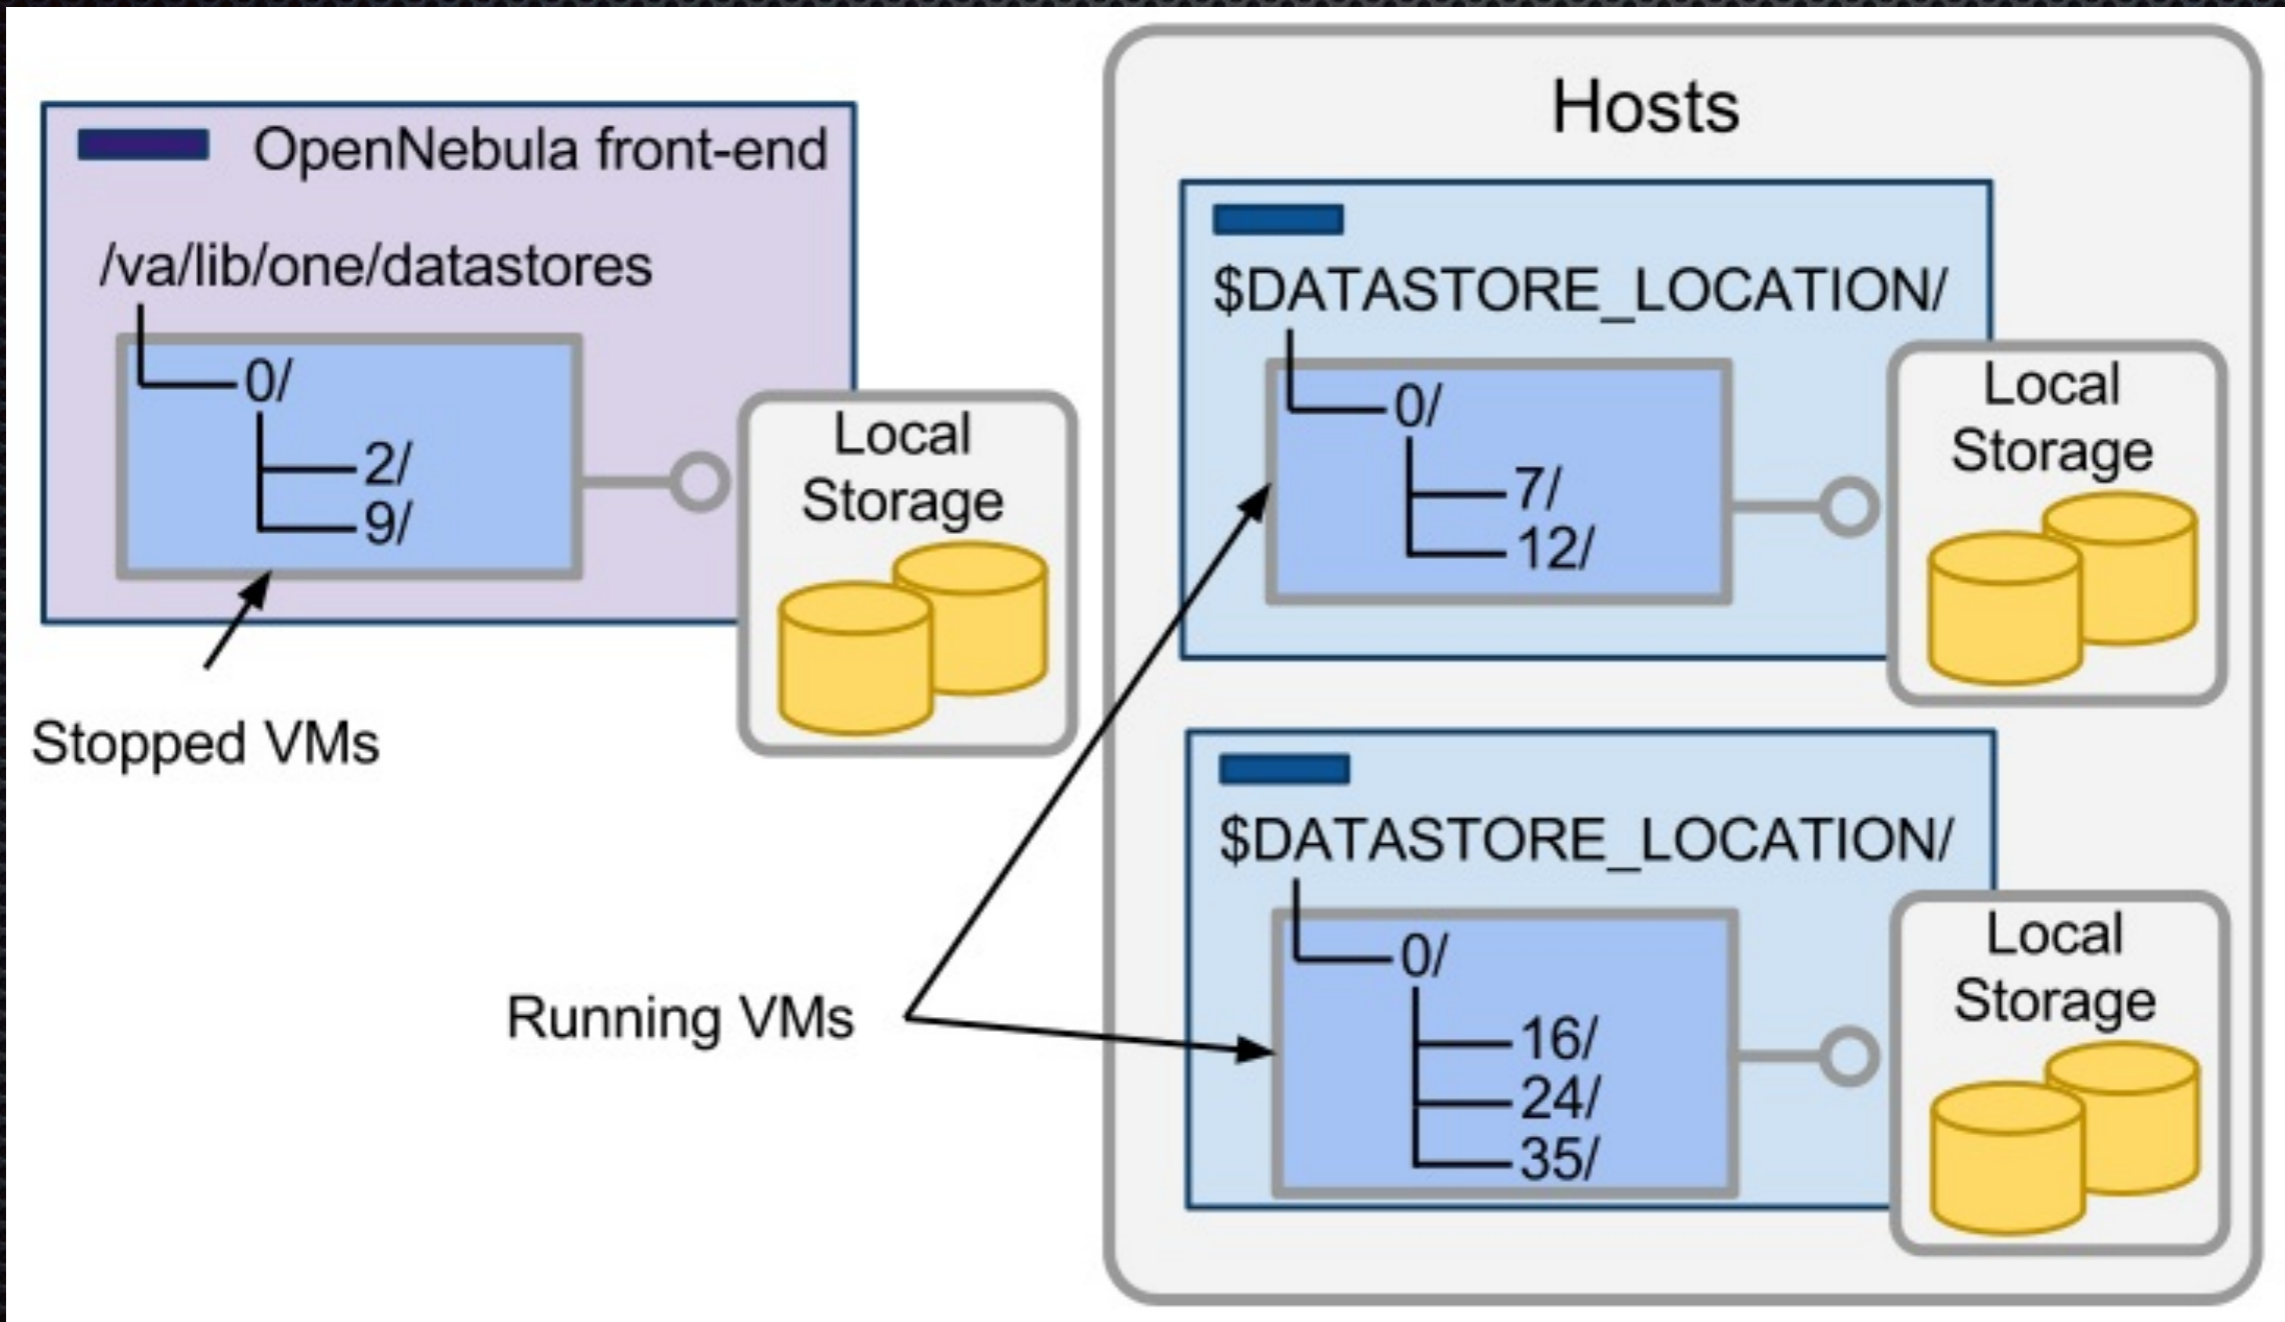 OpenNebula front-end
/va/lib/one/datastores
0/
2/
9/
Local
Storage
Stopped VMs
Running VMs
Hosts
$DATASTORE_LOCATION/
0/
7/
12/
Local
Storage
$DATASTORE_LOCATION/
0/
16/
24/
35/
Local
Storage